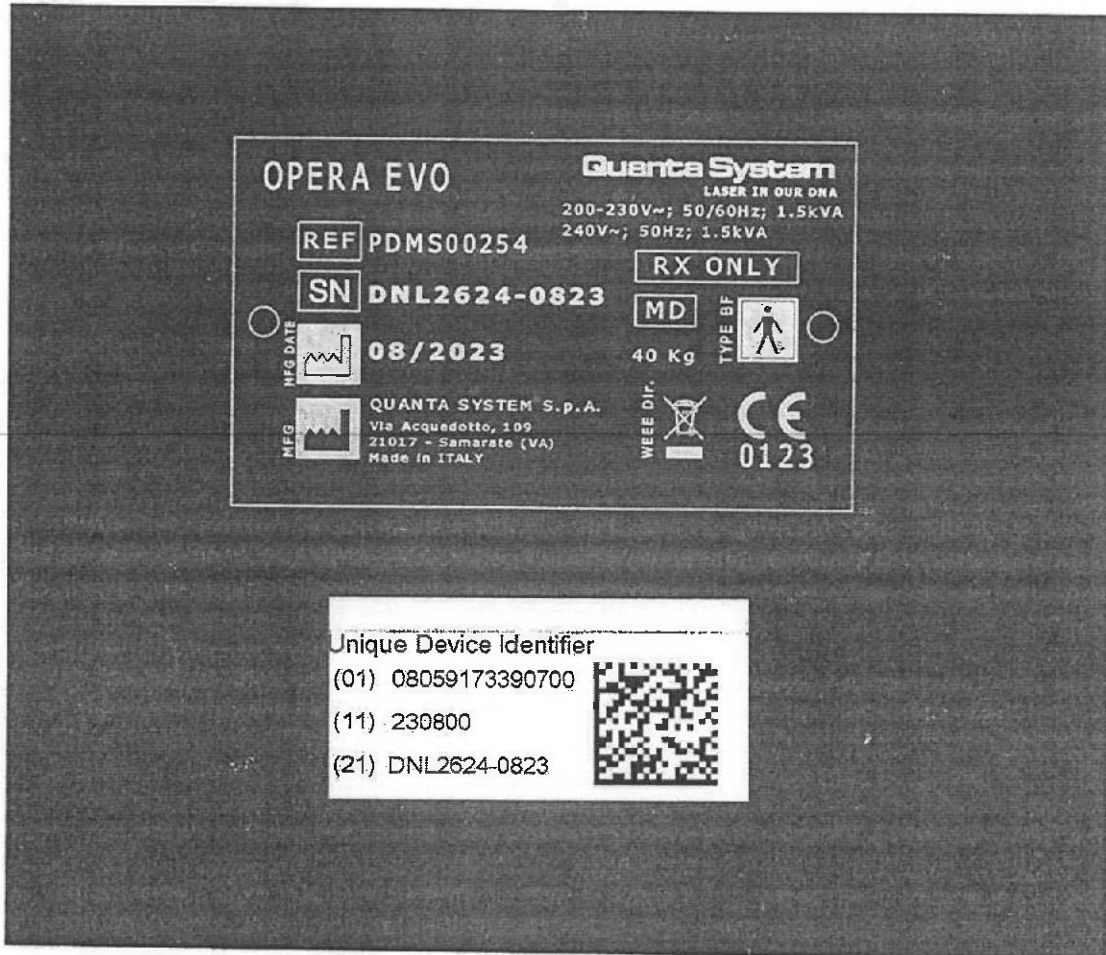 OPERA EVO
Quanta System
LASER IN OUR DNA
200-230V~; 50/60Hz; 1.5kVA
240V~; 50Hz; 1.5kVA
REF PDMS00254
RX ONLY
SN DNL2624-0823
MD
TYPE BF
MFG DATE 08/2023
40 Kg
MFG
QUANTA SYSTEM S.p.A.
Via Acquedotto, 109
21017 - Samarate (VA)
Made in ITALY
WEEE Dir.
CE
0123
Unique Device Identifier
(01) 08059173390700
(11) 230800
(21) DNL2624-0823